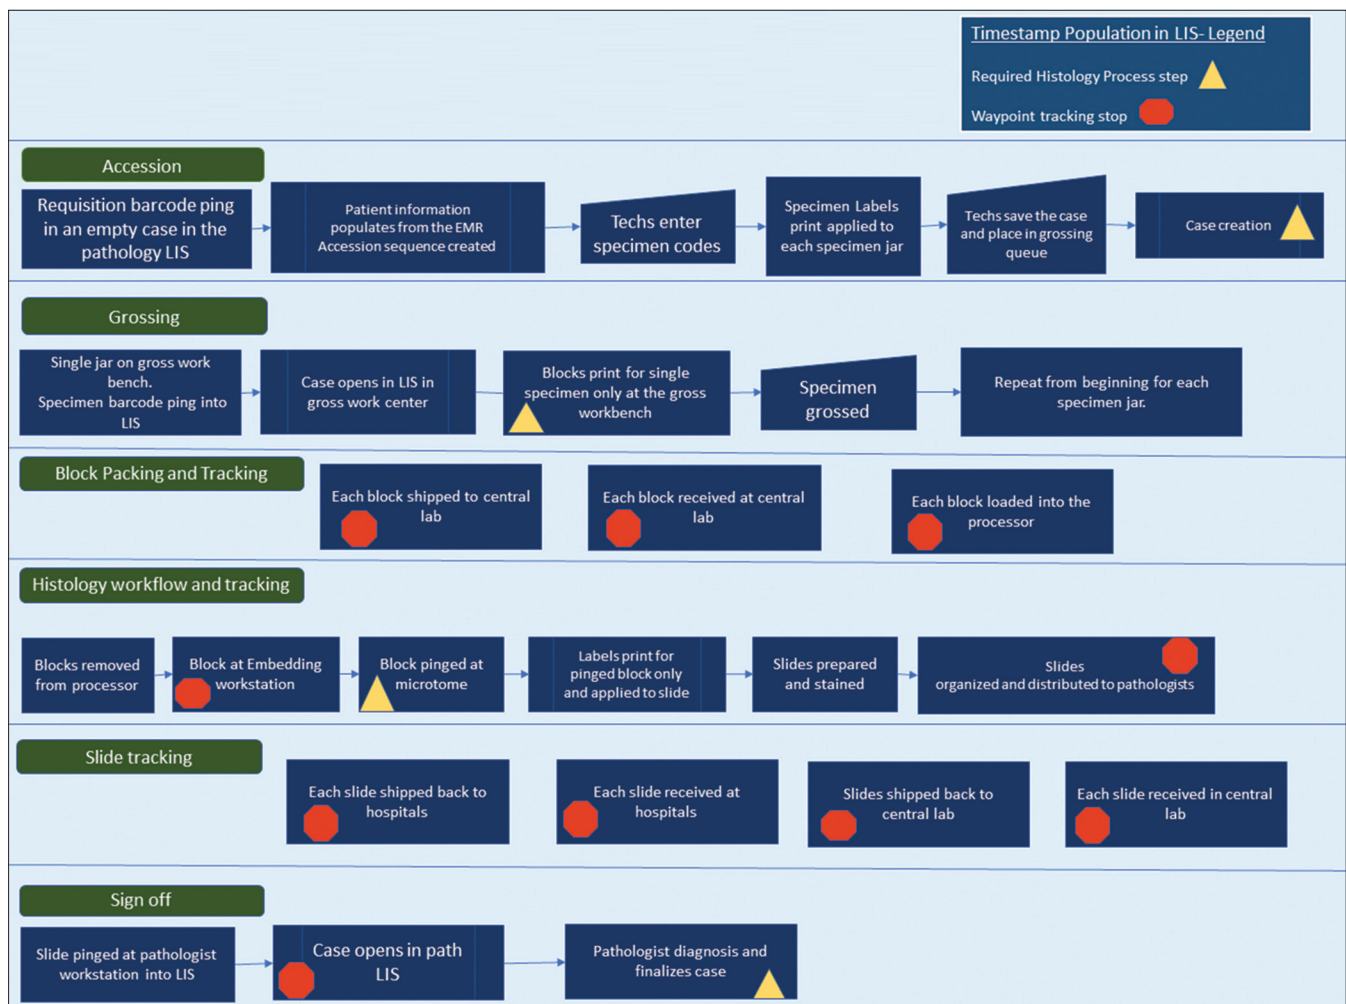 Timestamp Population in LIS- Legend
Required Histology Process step
Waypoint tracking stop
Accession
Requisition barcode ping
in an empty case in the
pathology LIS
Patient information
populates from the EMR
Accession sequence created
Techs enter
specimen codes
Specimen Labels
print applied to
each specimen jar
Techs save the case
and place in grossing
queue
Case creation
Grossing
Single jar on gross work
bench.
Specimen barcode ping into
LIS
Case opens in LIS in
gross work center
Blocks print for single
specimen only at the gross
workbench
Specimen
grossed
Repeat from beginning for each
specimen jar.
Block Packing and Tracking
Each block shipped to central
lab
Each block received at central
lab
Each block loaded into the
processor
Histology workflow and tracking
Blocks removed
from processor
Block at Embedding
workstation
Block pinged at
microtome
Labels print for
pinged block only
and applied to slide
Slides prepared
and stained
Slides
organized and distributed to pathologists
Slide tracking
Each slide shipped back to
hospitals
Each slide received at
hospitals
Slides shipped back to
central lab
Each slide received in central
lab
Sign off
Slide pinged at pathologist
workstation into LIS
Case opens in path
LIS
Pathologist diagnosis and
finalizes case